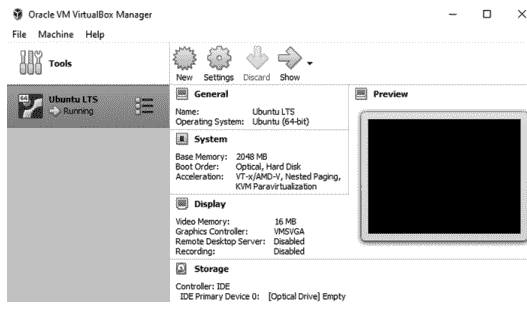 Oracle VM VirtualBox Manager
File Machine Help
Tools
New Settings Discard Show
64
Ubuntu LTS
Running
General
Name: Ubuntu LTS
Operating System: Ubuntu (64-bit)
System
Base Memory: 2048 MB
Boot Order: Optical, Hard Disk
Acceleration: VT-x/AMD-V, Nested Paging,
KVM Paravirtualization
Display
Video Memory: 16 MB
Graphics Controller: VMSVGA
Remote Desktop Server: Disabled
Recording: Disabled
Storage
Controller: IDE
IDE Primary Device 0: [Optical Drive] Empty
Preview